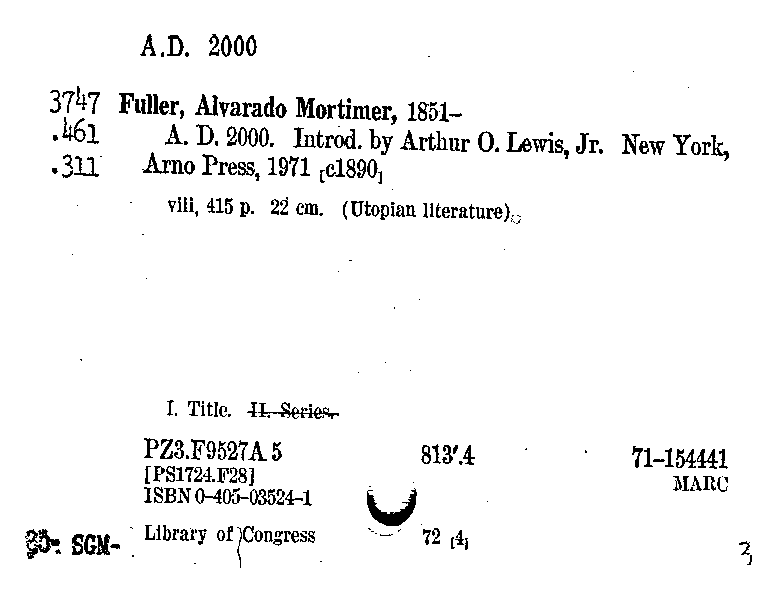 A.D. 2000
3747 Fuller, Alvarado Mortimer, 1851–
.461 A. D. 2000. Introd. by Arthur O. Lewis, Jr. New York,
.311 Arno Press, 1971 [c1890]
viii, 415 p. 22 cm. (Utopian literature)
I. Title. II. Series.
PZ3.F9527A 5 813'.4 71–154441
[PS1724.F28] MARC
ISBN 0–405–03524–1
SGM– Library of Congress 72 [4]